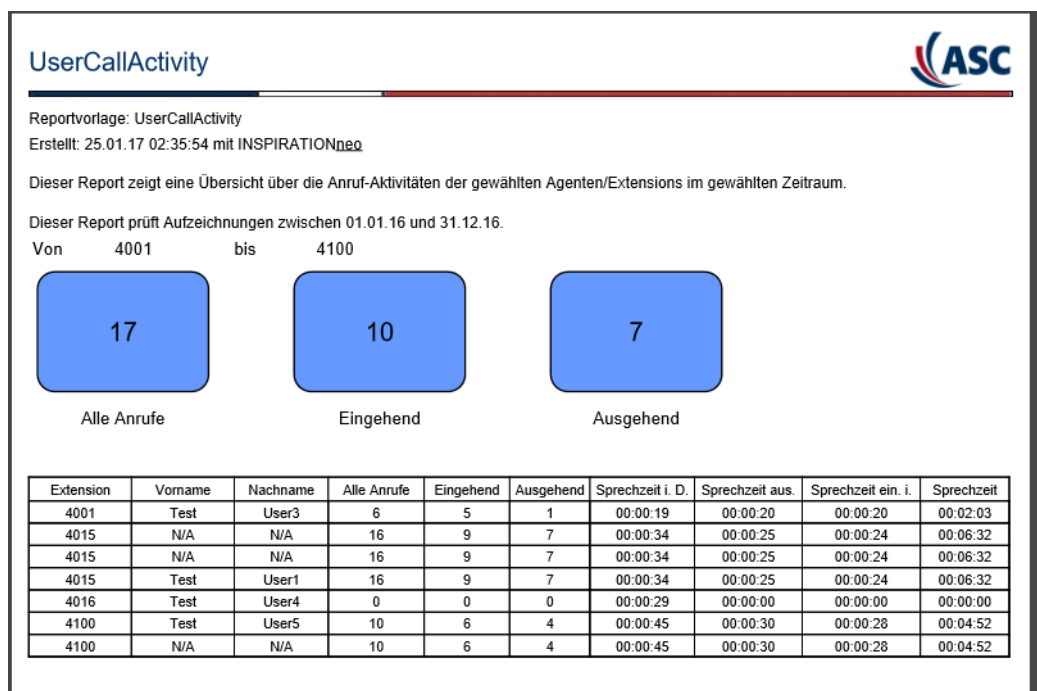 UserCallActivity
ASC
Reportvorlage: UserCallActivity
Erstellt: 25.01.17 02:35:54 mit INSPIRATIONneo
Dieser Report zeigt eine Übersicht über die Anruf-Aktivitäten der gewählten Agenten/Extensions im gewählten Zeitraum.
Dieser Report prüft Aufzeichnungen zwischen 01.01.16 und 31.12.16.
Von 4001 bis 4100
17 10 7
Alle Anrufe Eingehend Ausgehend
Extension Vorname Nachname Alle Anrufe Eingehend Ausgehend Sprechzeit i. D. Sprechzeit aus. Sprechzeit ein. i. Sprechzeit
4001 Test User3 6 5 1 00:00:19 00:00:20 00:00:20 00:02:03
4015 N/A N/A 16 9 7 00:00:34 00:00:25 00:00:24 00:06:32
4015 N/A N/A 16 9 7 00:00:34 00:00:25 00:00:24 00:06:32
4015 Test User1 16 9 7 00:00:34 00:00:25 00:00:24 00:06:32
4016 Test User4 0 0 0 00:00:29 00:00:00 00:00:00 00:00:00
4100 Test User5 10 6 4 00:00:45 00:00:30 00:00:28 00:04:52
4100 N/A N/A 10 6 4 00:00:45 00:00:30 00:00:28 00:04:52